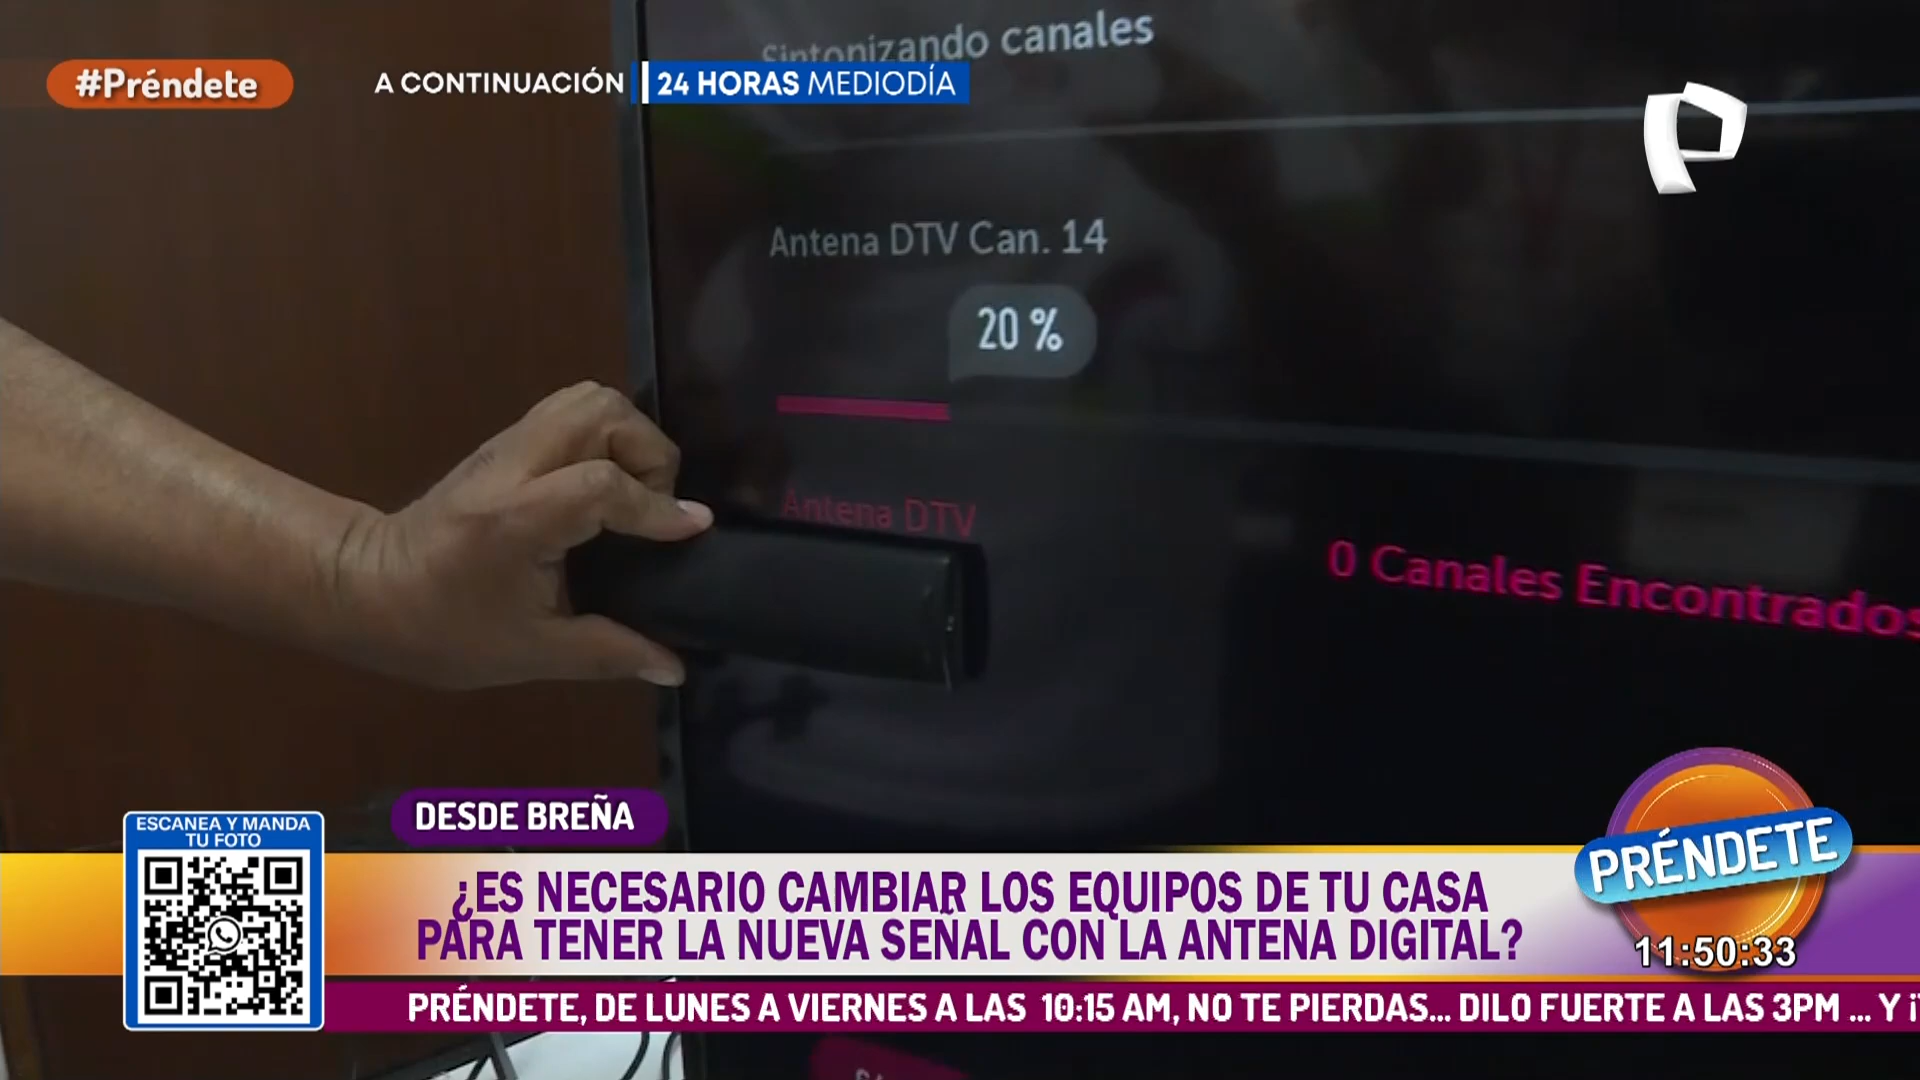 Sintonizando canales
#Préndete
A CONTINUACIÓN
24 HORAS MEDIODÍA
Antena DTV Can. 14
20 %
Antena DTV
0 Canales Encontrados
ESCANEA Y MANDA
TU FOTO
DESDE BREÑA
¿ES NECESARIO CAMBIAR LOS EQUIPOS DE TU CASA
PARA TENER LA NUEVA SEÑAL CON LA ANTENA DIGITAL?
PRÉNDETE
11:50:33
PRÉNDETE, DE LUNES A VIERNES A LAS 10:15 AM, NO TE PIERDAS... DILO FUERTE A LAS 3PM ... Y